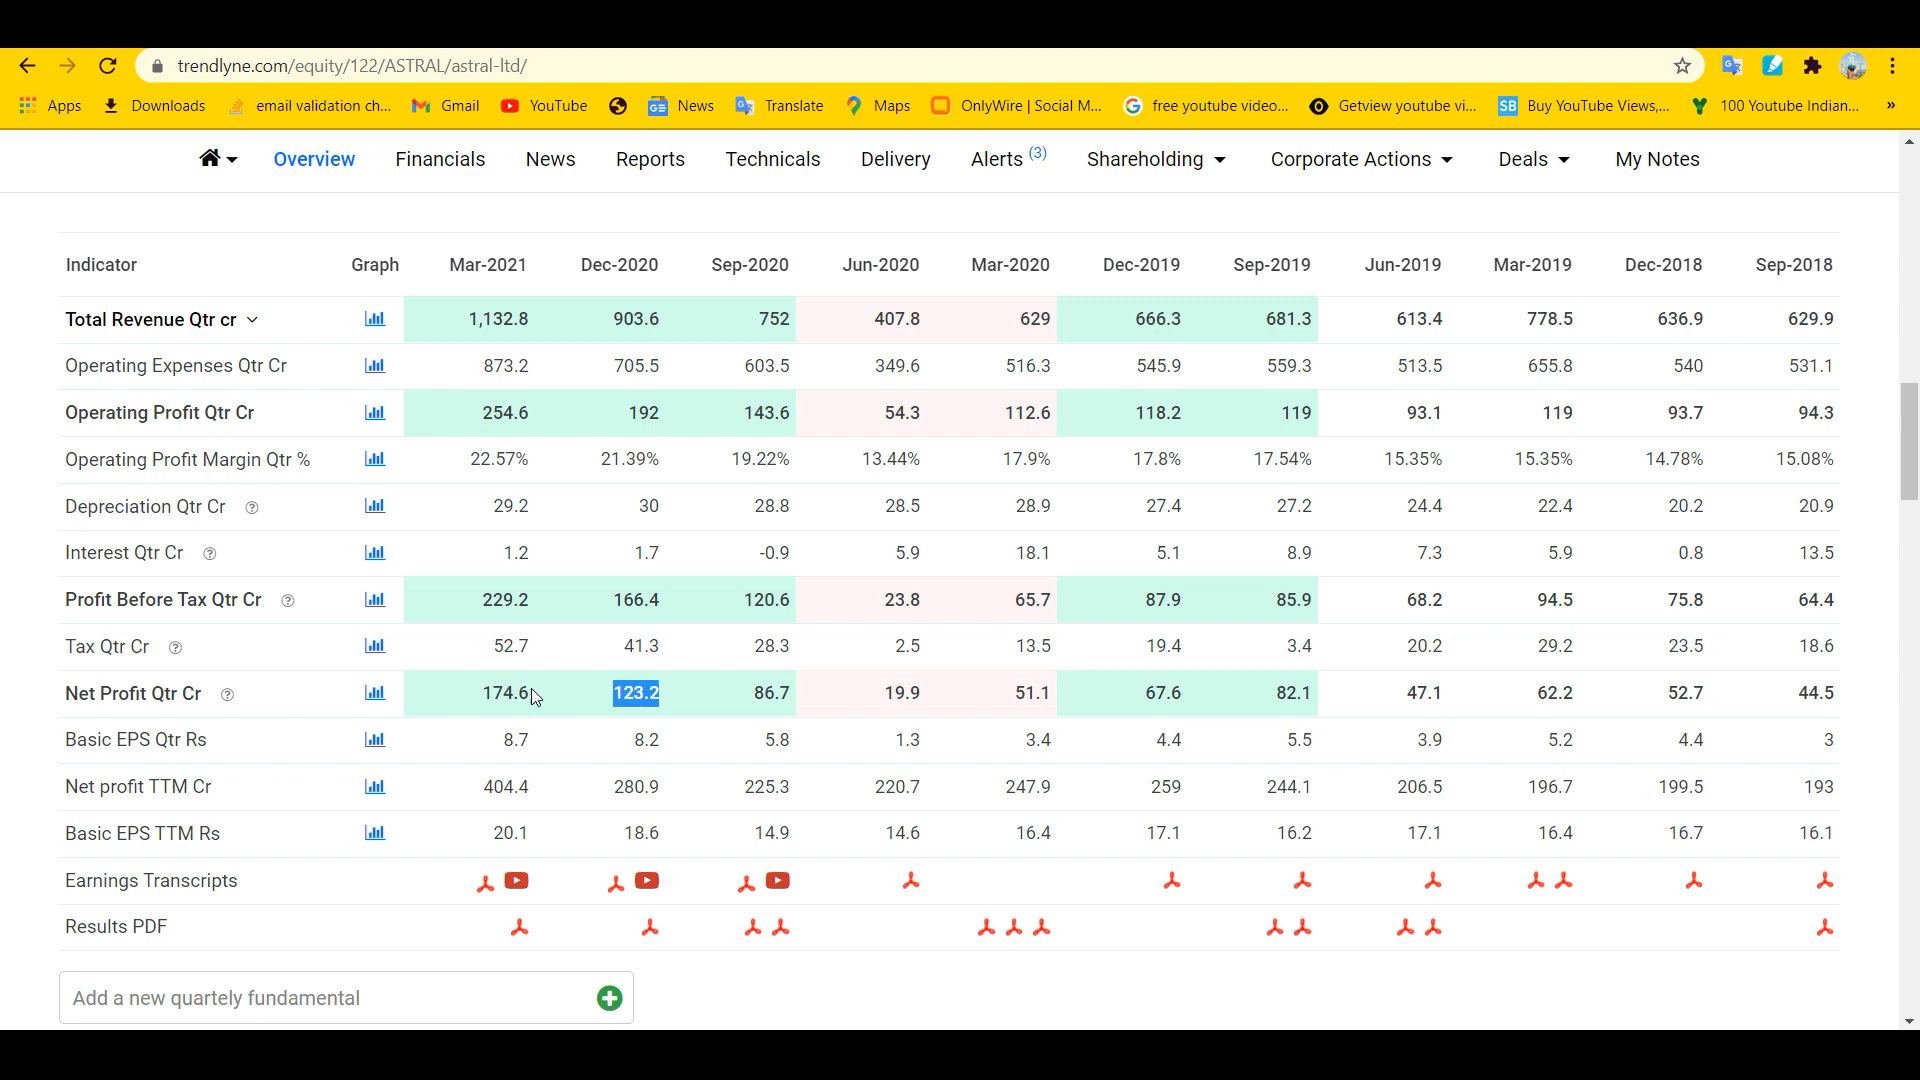 trendlyne.com/equity/122/ASTRAL/astral-ltd/
Apps Downloads email validation ch... Gmail YouTube News Translate Maps OnlyWire | Social M... free youtube video... Getview youtube vi... SB Buy YouTube Views,... 100 Youtube Indian... »
Overview Financials News Reports Technicals Delivery Alerts (3) Shareholding Corporate Actions Deals My Notes
Indicator Graph Mar-2021 Dec-2020 Sep-2020 Jun-2020 Mar-2020 Dec-2019 Sep-2019 Jun-2019 Mar-2019 Dec-2018 Sep-2018
Total Revenue Qtr cr 1,132.8 903.6 752 407.8 629 666.3 681.3 613.4 778.5 636.9 629.9
Operating Expenses Qtr Cr 873.2 705.5 603.5 349.6 516.3 545.9 559.3 513.5 655.8 540 531.1
Operating Profit Qtr Cr 254.6 192 143.6 54.3 112.6 118.2 119 93.1 119 93.7 94.3
Operating Profit Margin Qtr % 22.57% 21.39% 19.22% 13.44% 17.9% 17.8% 17.54% 15.35% 15.35% 14.78% 15.08%
Depreciation Qtr Cr ? 29.2 30 28.8 28.5 28.9 27.4 27.2 24.4 22.4 20.2 20.9
Interest Qtr Cr ? 1.2 1.7 -0.9 5.9 18.1 5.1 8.9 7.3 5.9 0.8 13.5
Profit Before Tax Qtr Cr ? 229.2 166.4 120.6 23.8 65.7 87.9 85.9 68.2 94.5 75.8 64.4
Tax Qtr Cr ? 52.7 41.3 28.3 2.5 13.5 19.4 3.4 20.2 29.2 23.5 18.6
Net Profit Qtr Cr ? 174.6 123.2 86.7 19.9 51.1 67.6 82.1 47.1 62.2 52.7 44.5
Basic EPS Qtr Rs 8.7 8.2 5.8 1.3 3.4 4.4 5.5 3.9 5.2 4.4 3
Net profit TTM Cr 404.4 280.9 225.3 220.7 247.9 259 244.1 206.5 196.7 199.5 193
Basic EPS TTM Rs 20.1 18.6 14.9 14.6 16.4 17.1 16.2 17.1 16.4 16.7 16.1
Earnings Transcripts
Results PDF
Add a new quartely fundamental